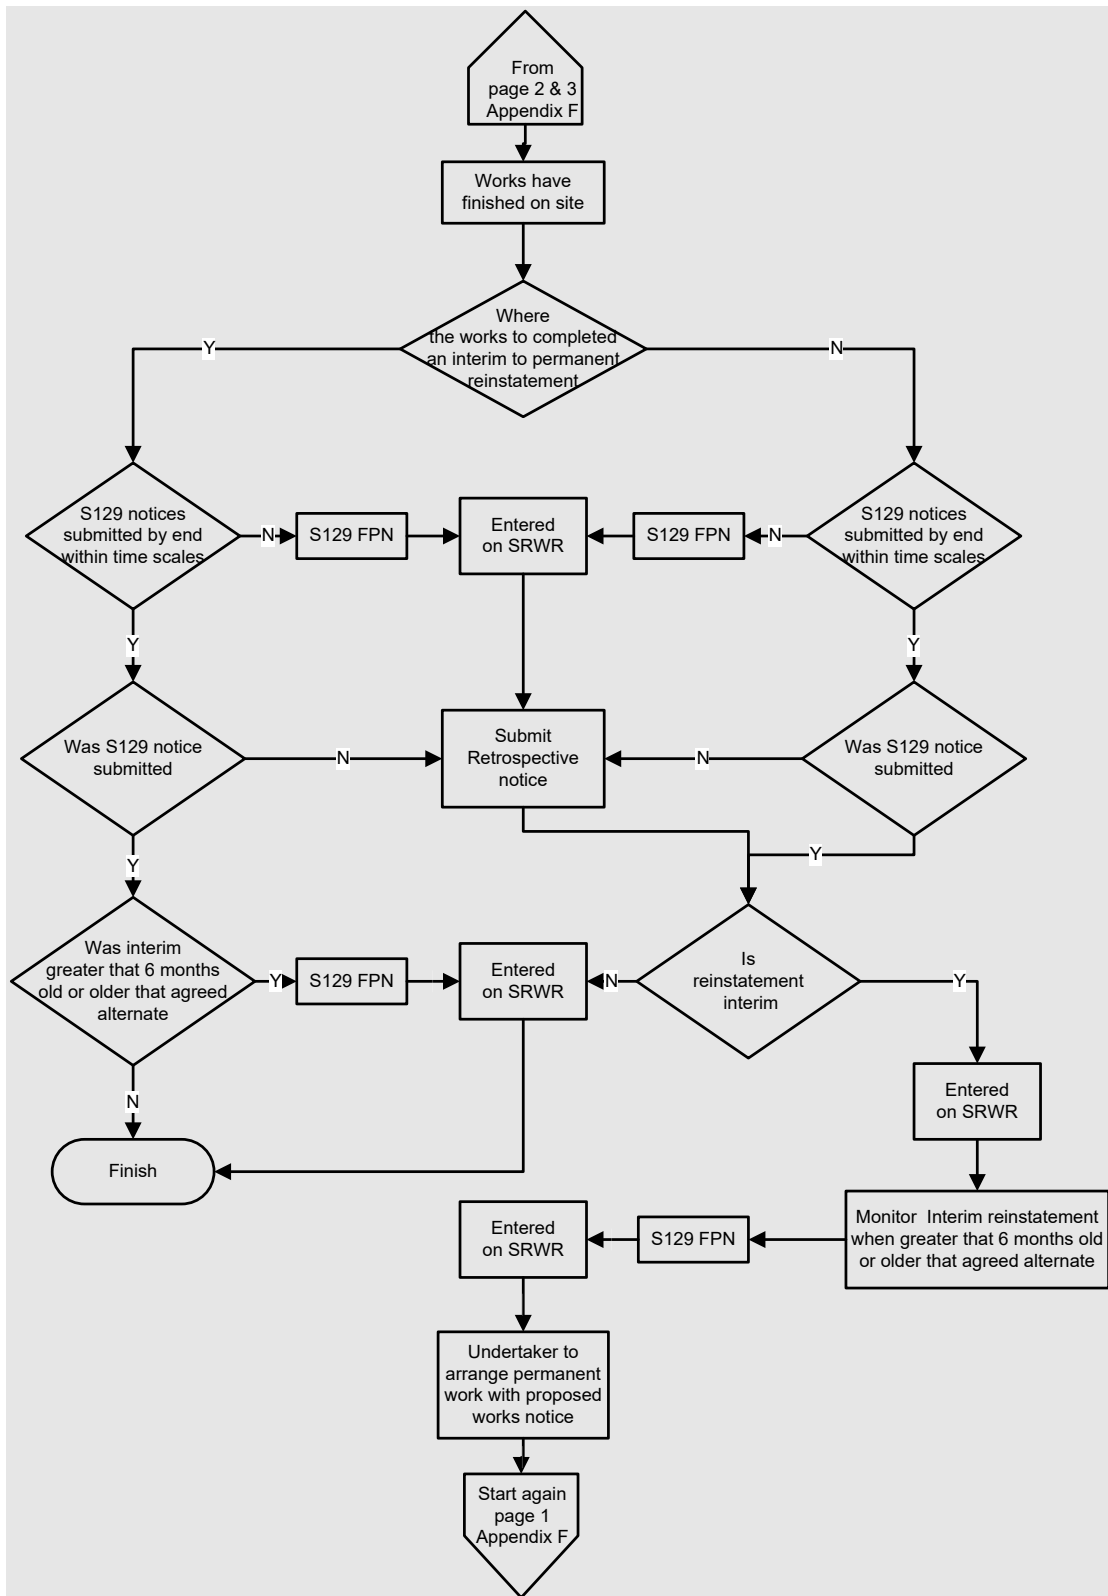 From
page 2 & 3
Appendix F
Works have
finished on site
Where
the works to completed
an interim to permanent
reinstatement
Y
N
S129 notices
submitted by end
within time scales
N
S129 FPN
Entered
on SRWR
S129 FPN
N
S129 notices
submitted by end
within time scales
Y
Y
Was S129 notice
submitted
N
Submit
Retrospective
notice
N
Was S129 notice
submitted
Y
Y
Was interim
greater that 6 months
old or older that agreed
alternate
Y
S129 FPN
Entered
on SRWR
N
Is
reinstatement
interim
Y
N
Entered
on SRWR
Finish
Monitor Interim reinstatement
when greater that 6 months old
or older that agreed alternate
S129 FPN
Entered
on SRWR
Undertaker to
arrange permanent
work with proposed
works notice
Start again
page 1
Appendix F